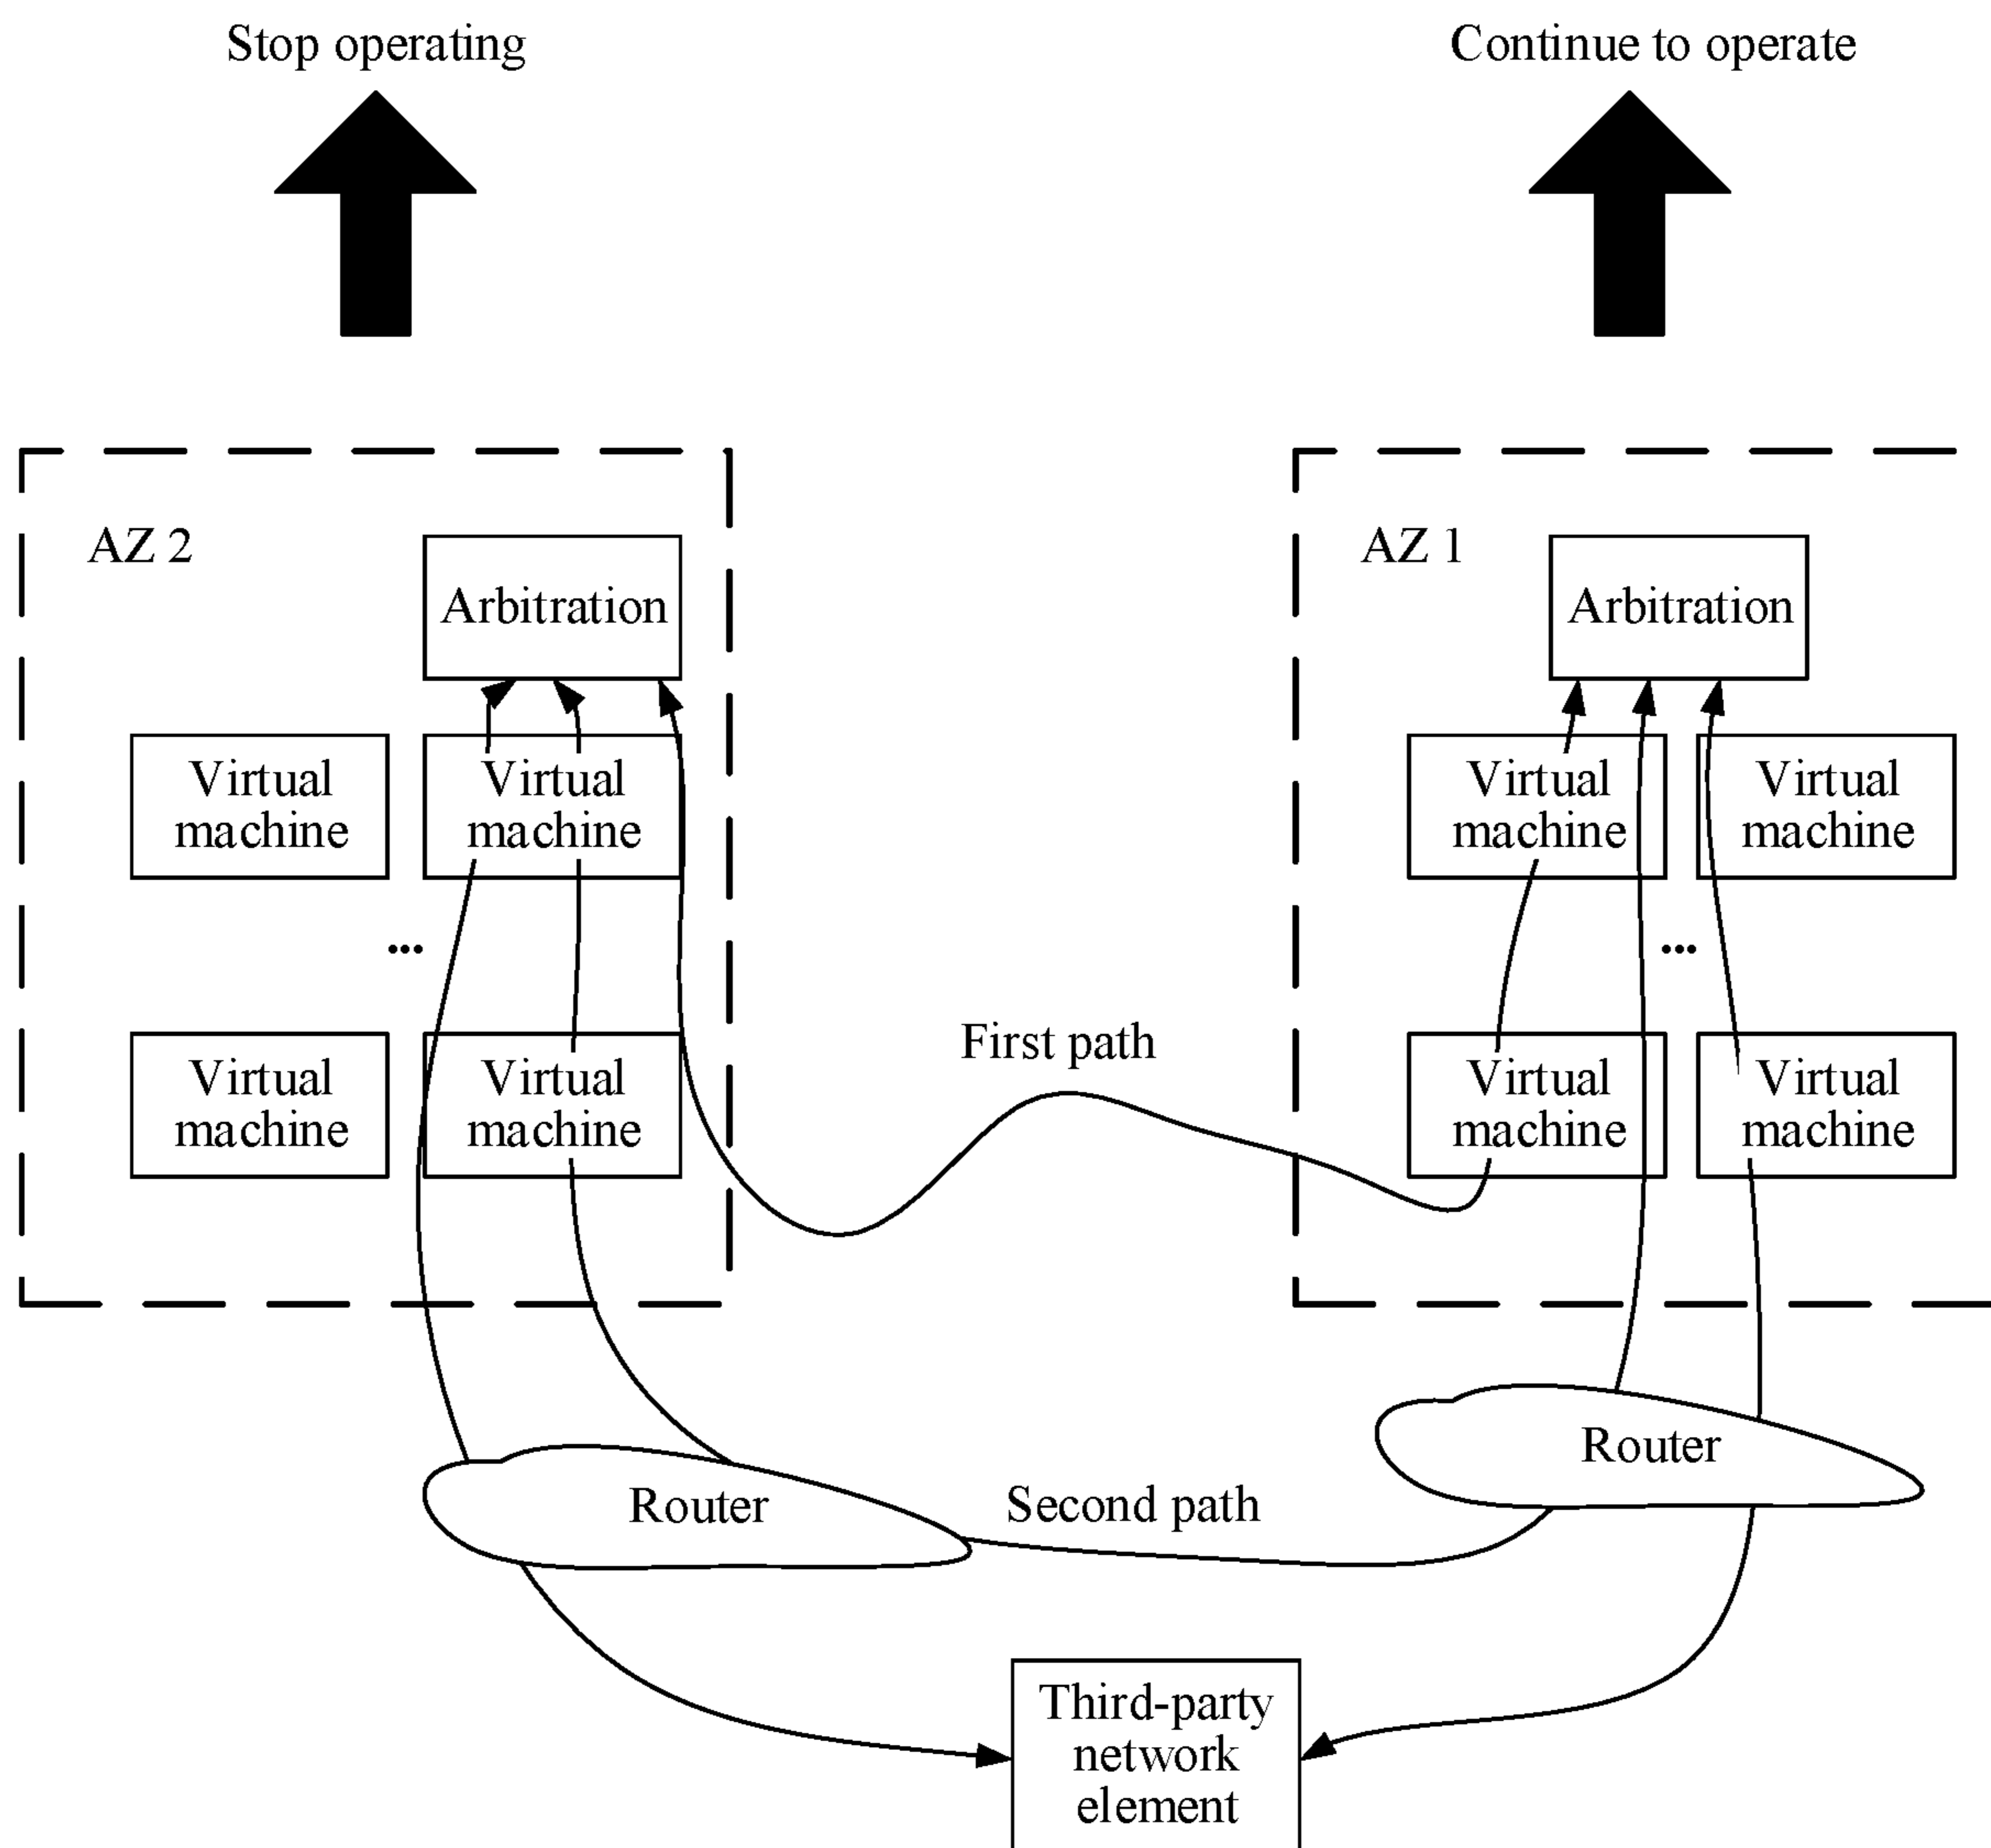 Stop operating
Continue to operate
AZ 2
Arbitration
AZ 1
Arbitration
Virtual
machine
Virtual
machine
Virtual
machine
Virtual
machine
...
...
First path
Virtual
machine
Virtual
machine
Virtual
machine
Virtual
machine
Router
Router
Second path
Third-party
network
element